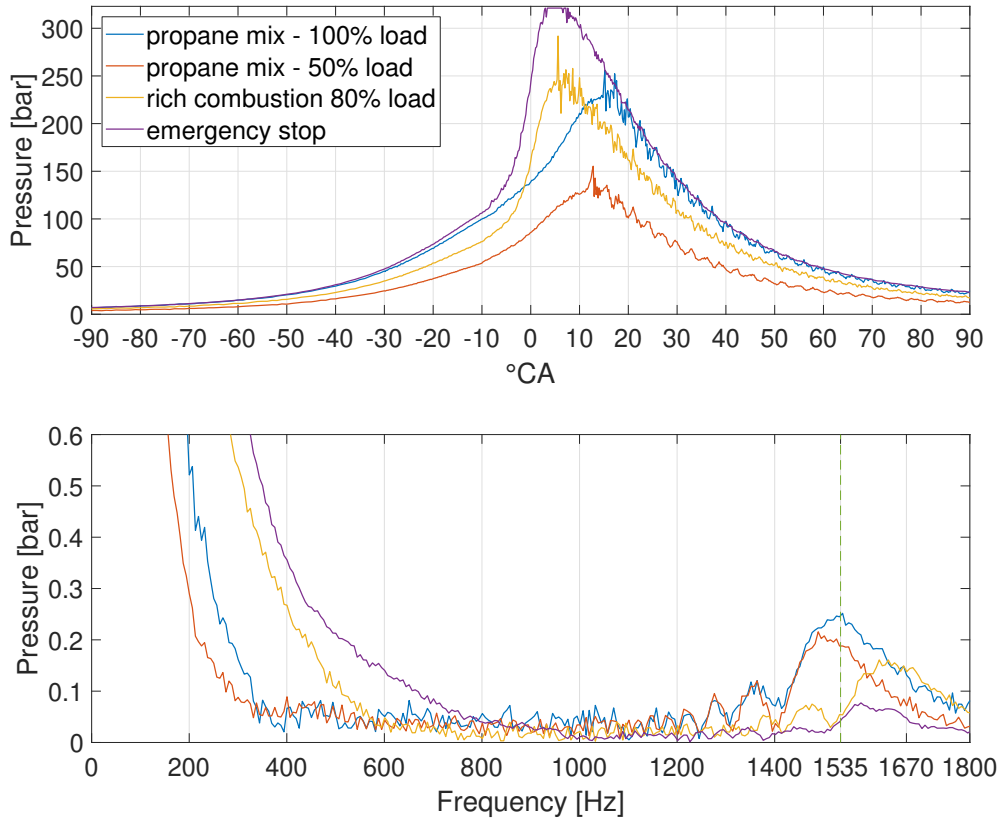 propane mix - 100% load
propane mix - 50% load
rich combustion 80% load
emergency stop
Pressure [bar]
300
250
200
150
100
50
0
-90 -80 -70 -60 -50 -40 -30 -20 -10 0 10 20 30 40 50 60 70 80 90
°CA
Pressure [bar]
0.6
0.5
0.4
0.3
0.2
0.1
0
0 200 400 600 800 1000 1200 1400 1535 1670 1800
Frequency [Hz]